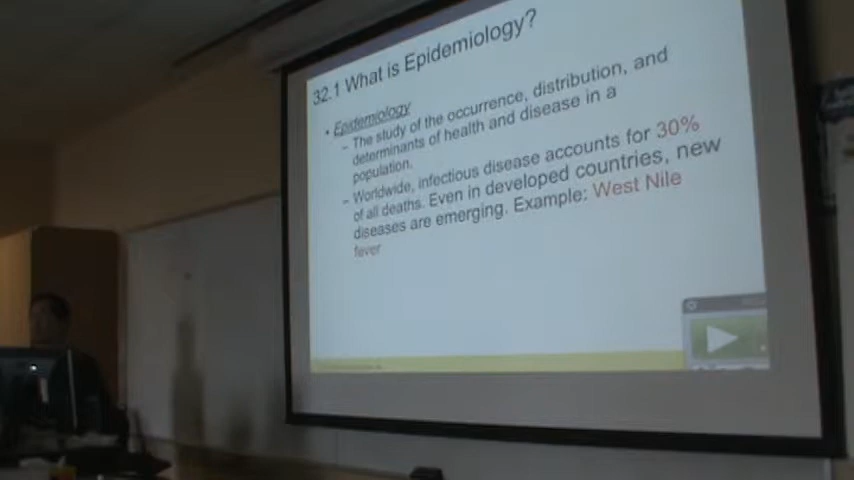 32.1 What is Epidemiology?
• Epidemiology
– The study of the occurrence, distribution, and
determinants of health and disease in a
population.
– Worldwide, infectious disease accounts for 30%
of all deaths. Even in developed countries, new
diseases are emerging. Example: West Nile
fever